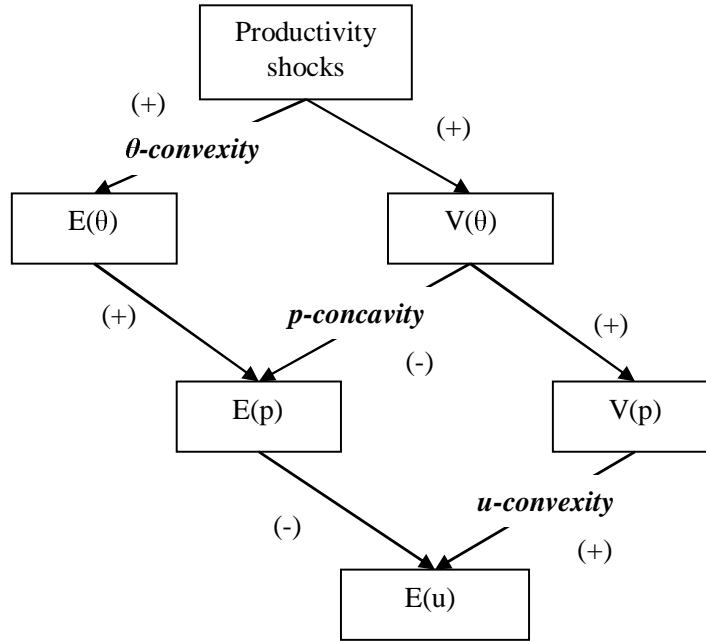 Productivity
shocks
(+)
(+)
θ-convexity
E(θ)
V(θ)
(+)
p-concavity
(+)
(-)
E(p)
V(p)
u-convexity
(-)
(+)
E(u)